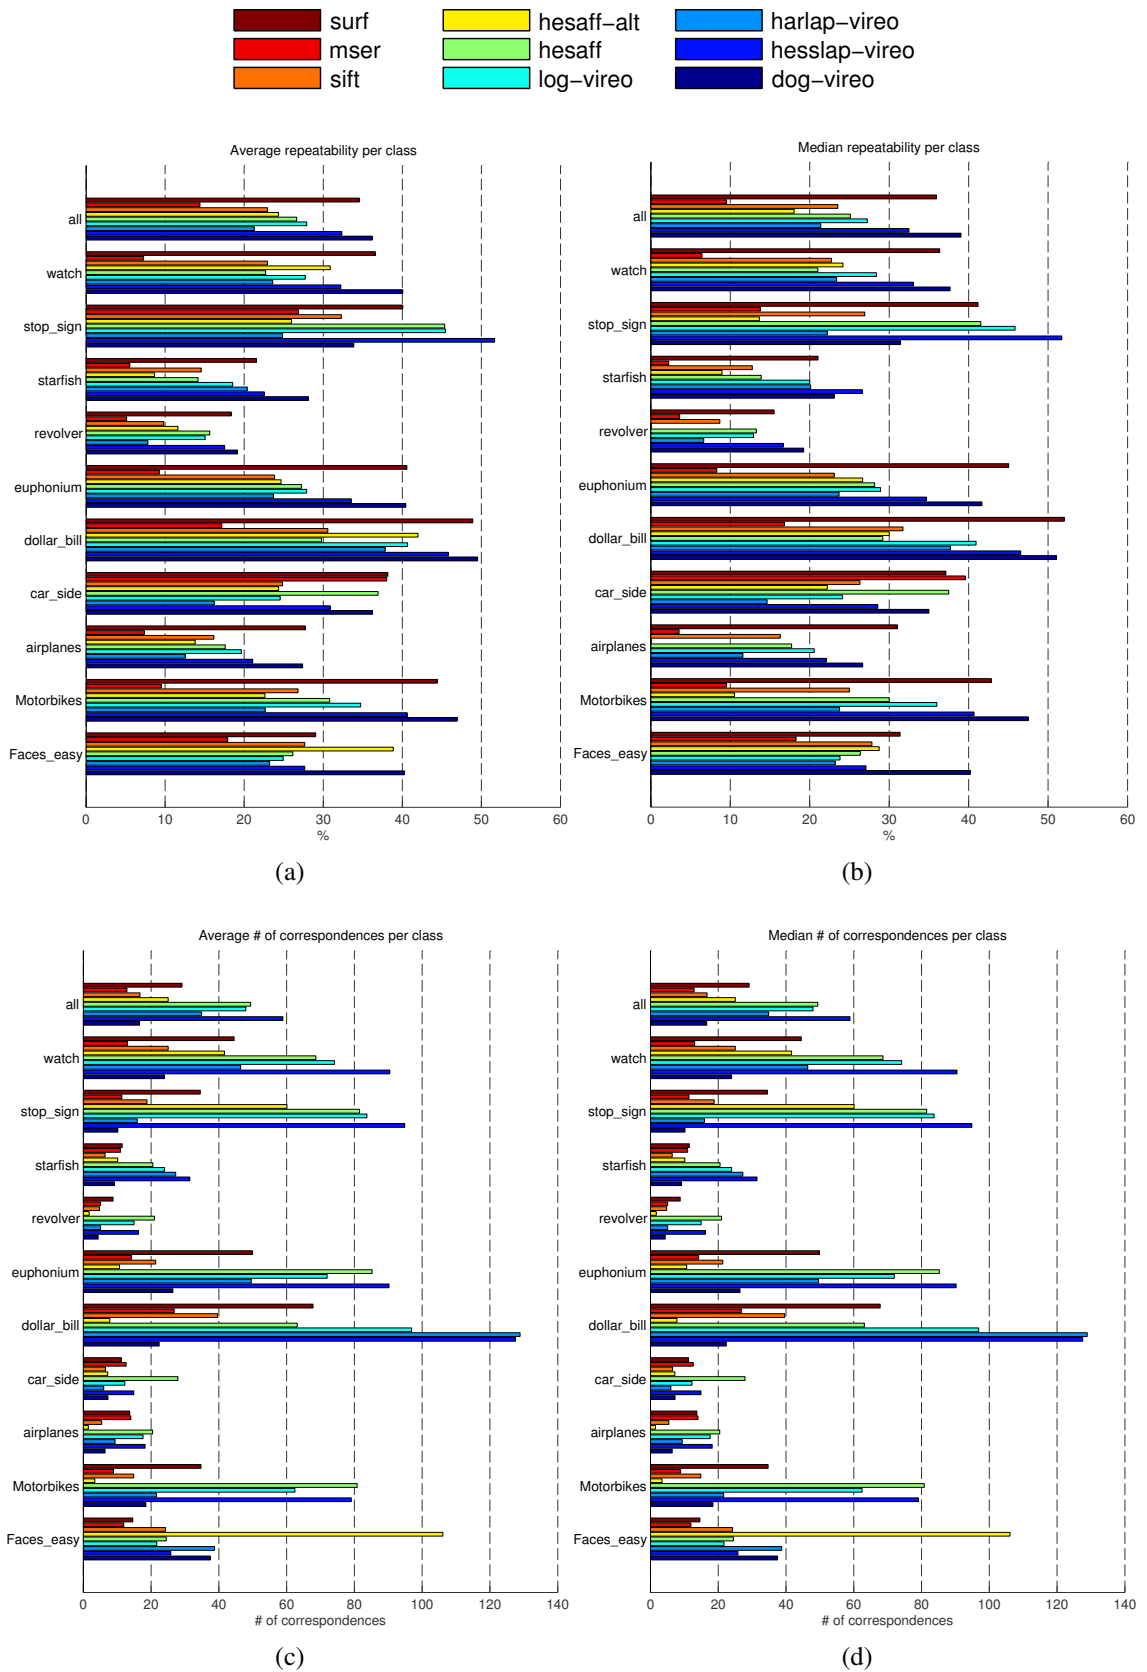 surf hesaff-alt harlap-vireo
mser hesaff hesslap-vireo
sift log-vireo dog-vireo
Average repeatability per class
all
watch
stop_sign
starfish
revolver
euphonium
dollar_bill
car_side
airplanes
Motorbikes
Faces_easy
0 10 20 30 40 50 60
%
(a)
Median repeatability per class
all
watch
stop_sign
starfish
revolver
euphonium
dollar_bill
car_side
airplanes
Motorbikes
Faces_easy
0 10 20 30 40 50 60
%
(b)
Average # of correspondences per class
all
watch
stop_sign
starfish
revolver
euphonium
dollar_bill
car_side
airplanes
Motorbikes
Faces_easy
0 20 40 60 80 100 120 140
# of correspondences
(c)
Median # of correspondences per class
all
watch
stop_sign
starfish
revolver
euphonium
dollar_bill
car_side
airplanes
Motorbikes
Faces_easy
0 20 40 60 80 100 120 140
# of correspondences
(d)